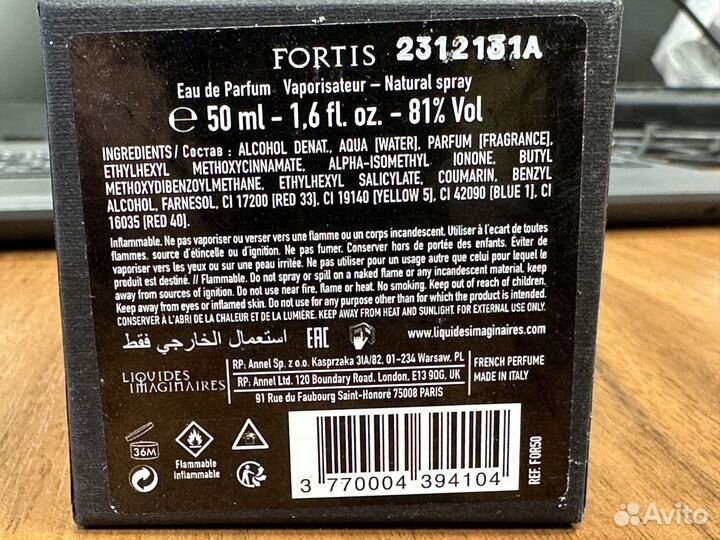 FORTIS 2312131A
Eau de Parfum Vaporisateur – Natural spray
℮ 50 ml - 1,6 fl. oz. - 81% Vol
INGREDIENTS / Состав : ALCOHOL DENAT., AQUA [WATER], PARFUM [FRAGRANCE],
ETHYLHEXYL METHOXYCINNAMATE, ALPHA-ISOMETHYL IONONE, BUTYL
METHOXYDIBENZOYLMETHANE, ETHYLHEXYL SALICYLATE, COUMARIN, BENZYL
ALCOHOL, FARNESOL, CI 17200 [RED 33], CI 19140 [YELLOW 5], CI 42090 [BLUE 1], CI
16035 [RED 40].
Inflammable. Ne pas vaporiser ou verser vers une flamme ou un corps incandescent. Utiliser à l'ecart de toutes
flammes, source d'étincelle ou d'ignition. Ne pas fumer. Conserver hors de portée des enfants. Éviter de
vaporiser vers les yeux ou sur une peau irritée. Ne pas utiliser pour un usage autre que celui pour lequel le
produit est destiné. // Flammable. Do not spray or spill on a naked flame or any incandescent material. keep
away from sources of ignition. Do not use near fire, flame or heat. No smoking. Keep out of reach of children.
Keep away from eyes or inflamed skin. Do not use for any purpose other than for which the product is intended.
CONSERVER À L'ABRI DE LA CHALEUR ET DE LA LUMIÈRE. KEEP AWAY FROM HEAT AND SUNLIGHT. FOR EXTERNAL USE ONLY.
استعمال الخارجي فقط EAC www.liquidesimaginaires.com
LIQUIDES
IMAGINAIRES
RP: Annel Sp. z o.o. Kasprzaka 31A/82, 01-234 Warsaw, PL
RP: Annel Ltd. 120 Boundary Road, London, E13 9QG, UK
91 Rue du Faubourg Saint-Honoré 75008 PARIS
FRENCH PERFUME
MADE IN ITALY
36M
Flammable
Inflammable
3 770004 394104
REF. FOR50
Avito